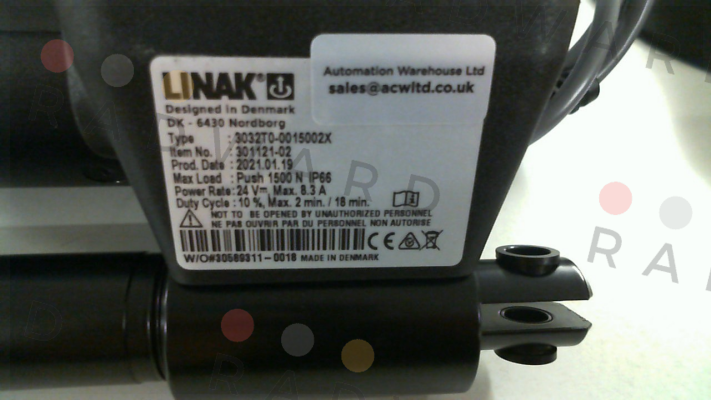 LINAK®
Automation Warehouse Ltd
sales@acwltd.co.uk
Designed in Denmark
DK - 6430 Nordborg
Type : 3032T0-0015002X
Item No. : 301121-02
Prod. Date : 2021.01.19
Max Load : Push 1500 N IP66
Power Rate: 24 V⎓, Max. 8.3 A
Duty Cycle : 10 %, Max. 2 min. / 18 min.
NOT TO BE OPENED BY UNAUTHORIZED PERSONNEL
NE PAS OUVRIR PAR DU PERSONNEL NON AUTORISE
CE
W/O#30589311-0018 MADE IN DENMARK